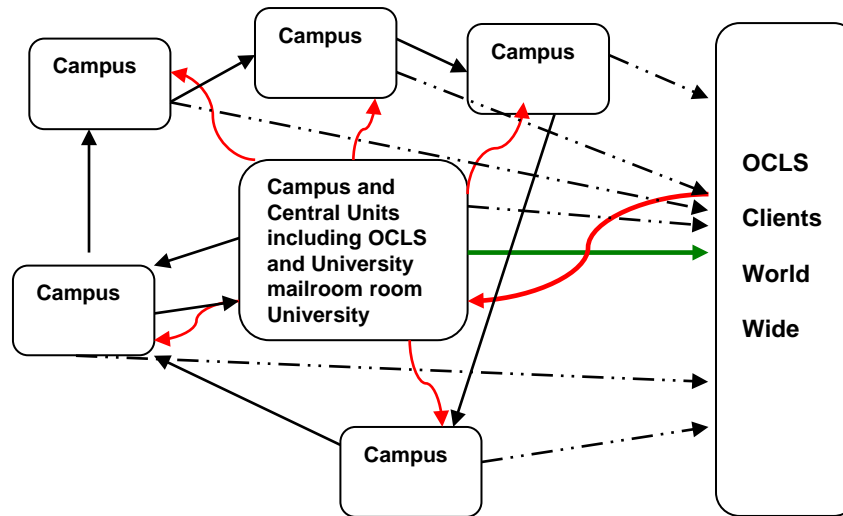 Campus
Campus
Campus
Campus and
Central Units
including OCLS
and University
mailroom room
University
Campus
Campus
OCLS
Clients
World
Wide